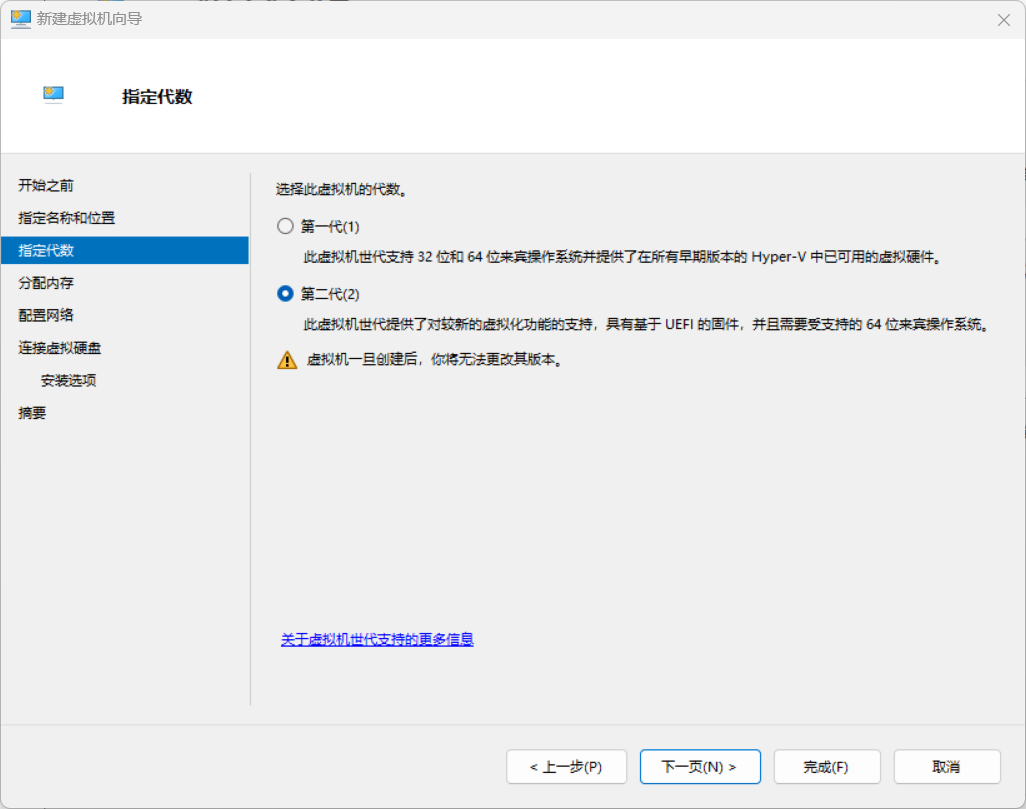 新建虚拟机向导
指定代数
开始之前
指定名称和位置
指定代数
分配内存
配置网络
连接虚拟硬盘
安装选项
摘要
选择此虚拟机的代数。
第一代(1)
此虚拟机世代支持 32 位和 64 位来宾操作系统并提供了在所有早期版本的 Hyper-V 中已可用的虚拟硬件。
第二代(2)
此虚拟机世代提供了对较新的虚拟化功能的支持，具有基于 UEFI 的固件，并且需要受支持的 64 位来宾操作系统。
虚拟机一旦创建后，你将无法更改其版本。
关于虚拟机世代支持的更多信息
< 上一步(P)
下一页(N) >
完成(F)
取消